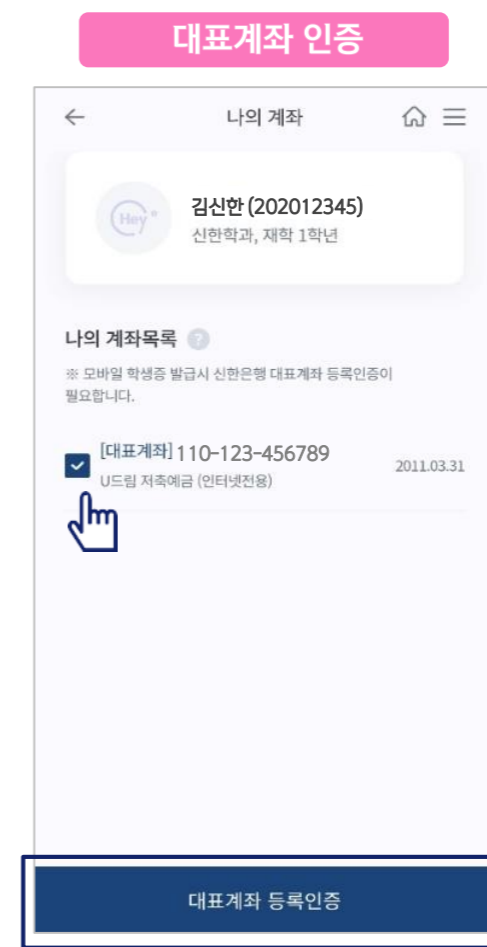 대표계좌 인증
나의 계좌
Hey
김신한 (202012345)
신한학과, 재학 1학년
나의 계좌목록 ?
※ 모바일 학생증 발급시 신한은행 대표계좌 등록인증이
필요합니다.
[대표계좌] 110-123-456789
2011.03.31
U드림 저축예금 (인터넷전용)
대표계좌 등록인증